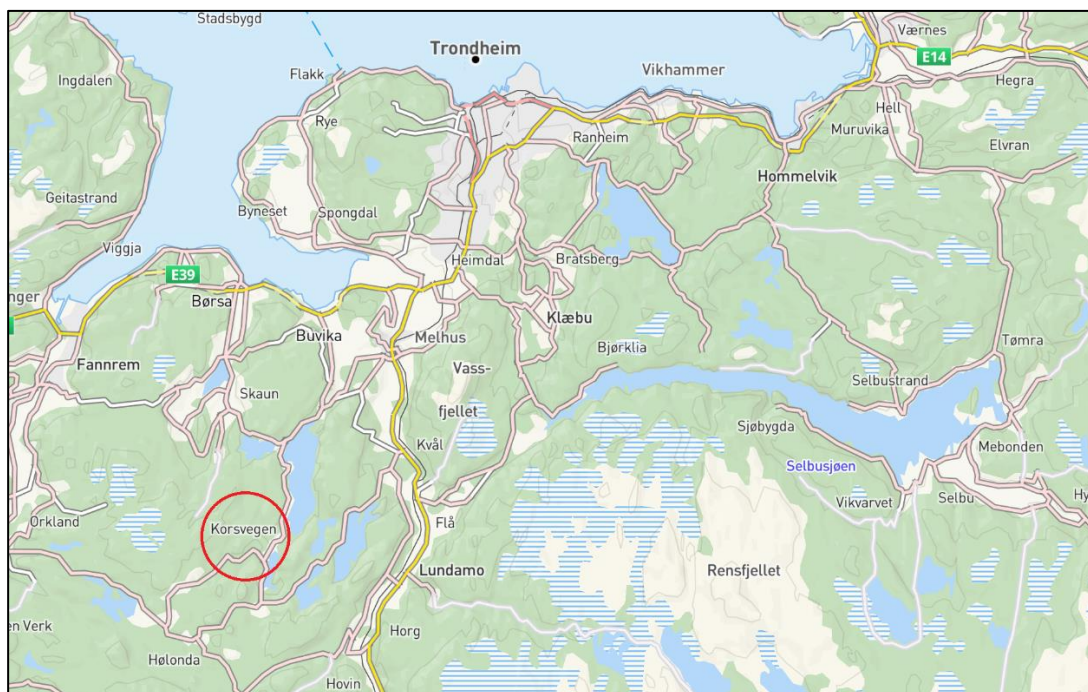 Stadsbygd
Værnes
Trondheim
E14
Vikhammer
Ingdalen
Flakk
Hegra
Hell
Rye
Muruvika
Ranheim
Elvran
Hommelvik
Geitastrand
Byneset
Spongdal
Viggja
Heimdal
Bratsberg
E39
nger
Børsa
Klæbu
Buvika
Melhus
Bjørklia
Tømra
Fannrem
Vass-
Selbustrand
Skaun
fjellet
Sjøbygda
Kvål
Mebonden
Selbusjøen
Vikvarvet
Selbu
Hy
Orkland
Korsvegen
Flå
Lundamo
Rensfjellet
en Verk
Horg
Hølonda
Hovin